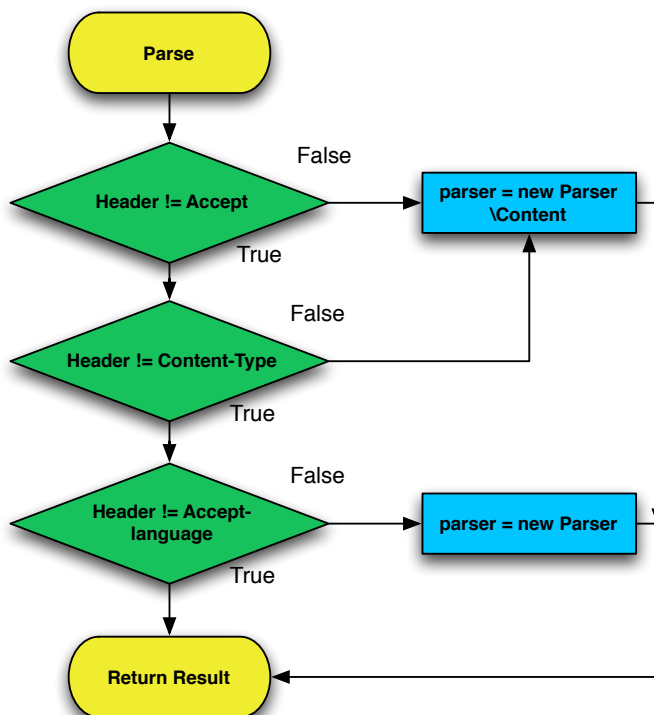 Parse
False
Header != Accept
parser = new Parser
\Content
True
False
Header != Content-Type
True
False
Header != Accept-
language
parser = new Parser
True
Return Result